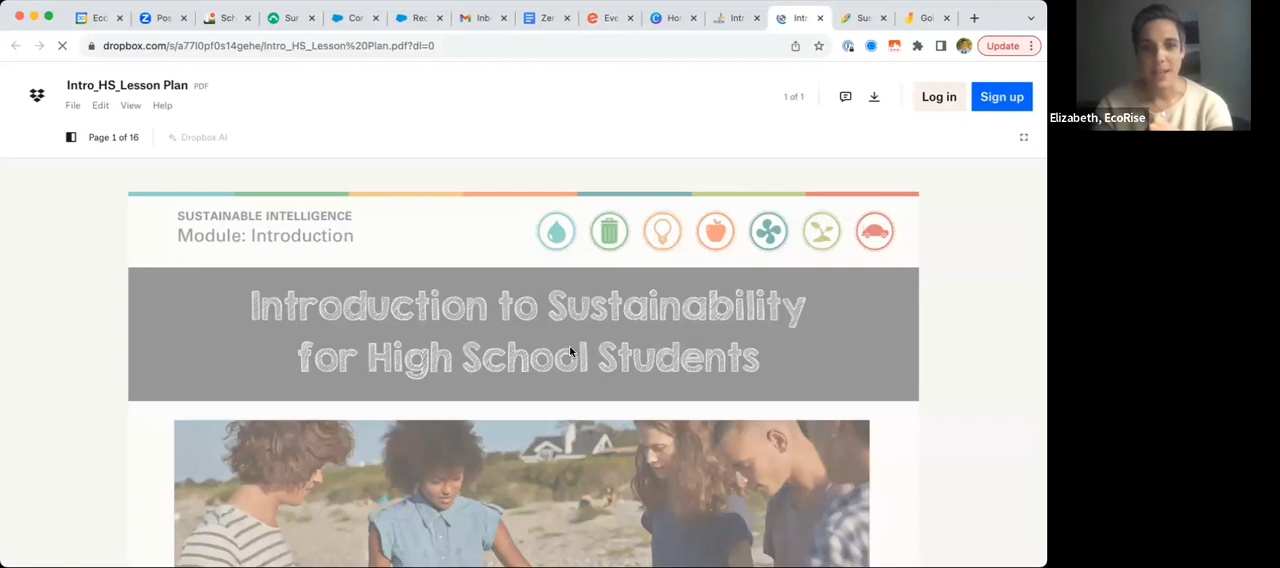 Eco
Pos
Sch
Sur
Cor
Rec
Inb
Zer
Eve
Hor
Intr
Intr
Sus
Gol
dropbox.com/s/a77l0pf0s14gehe/Intro_HS_Lesson%20Plan.pdf?dl=0
Update
Intro_HS_Lesson Plan PDF
File Edit View Help
1 of 1
Log in
Sign up
Page 1 of 16
Dropbox AI
SUSTAINABLE INTELLIGENCE
Module: Introduction
Introduction to Sustainability
for High School Students
Elizabeth, EcoRise